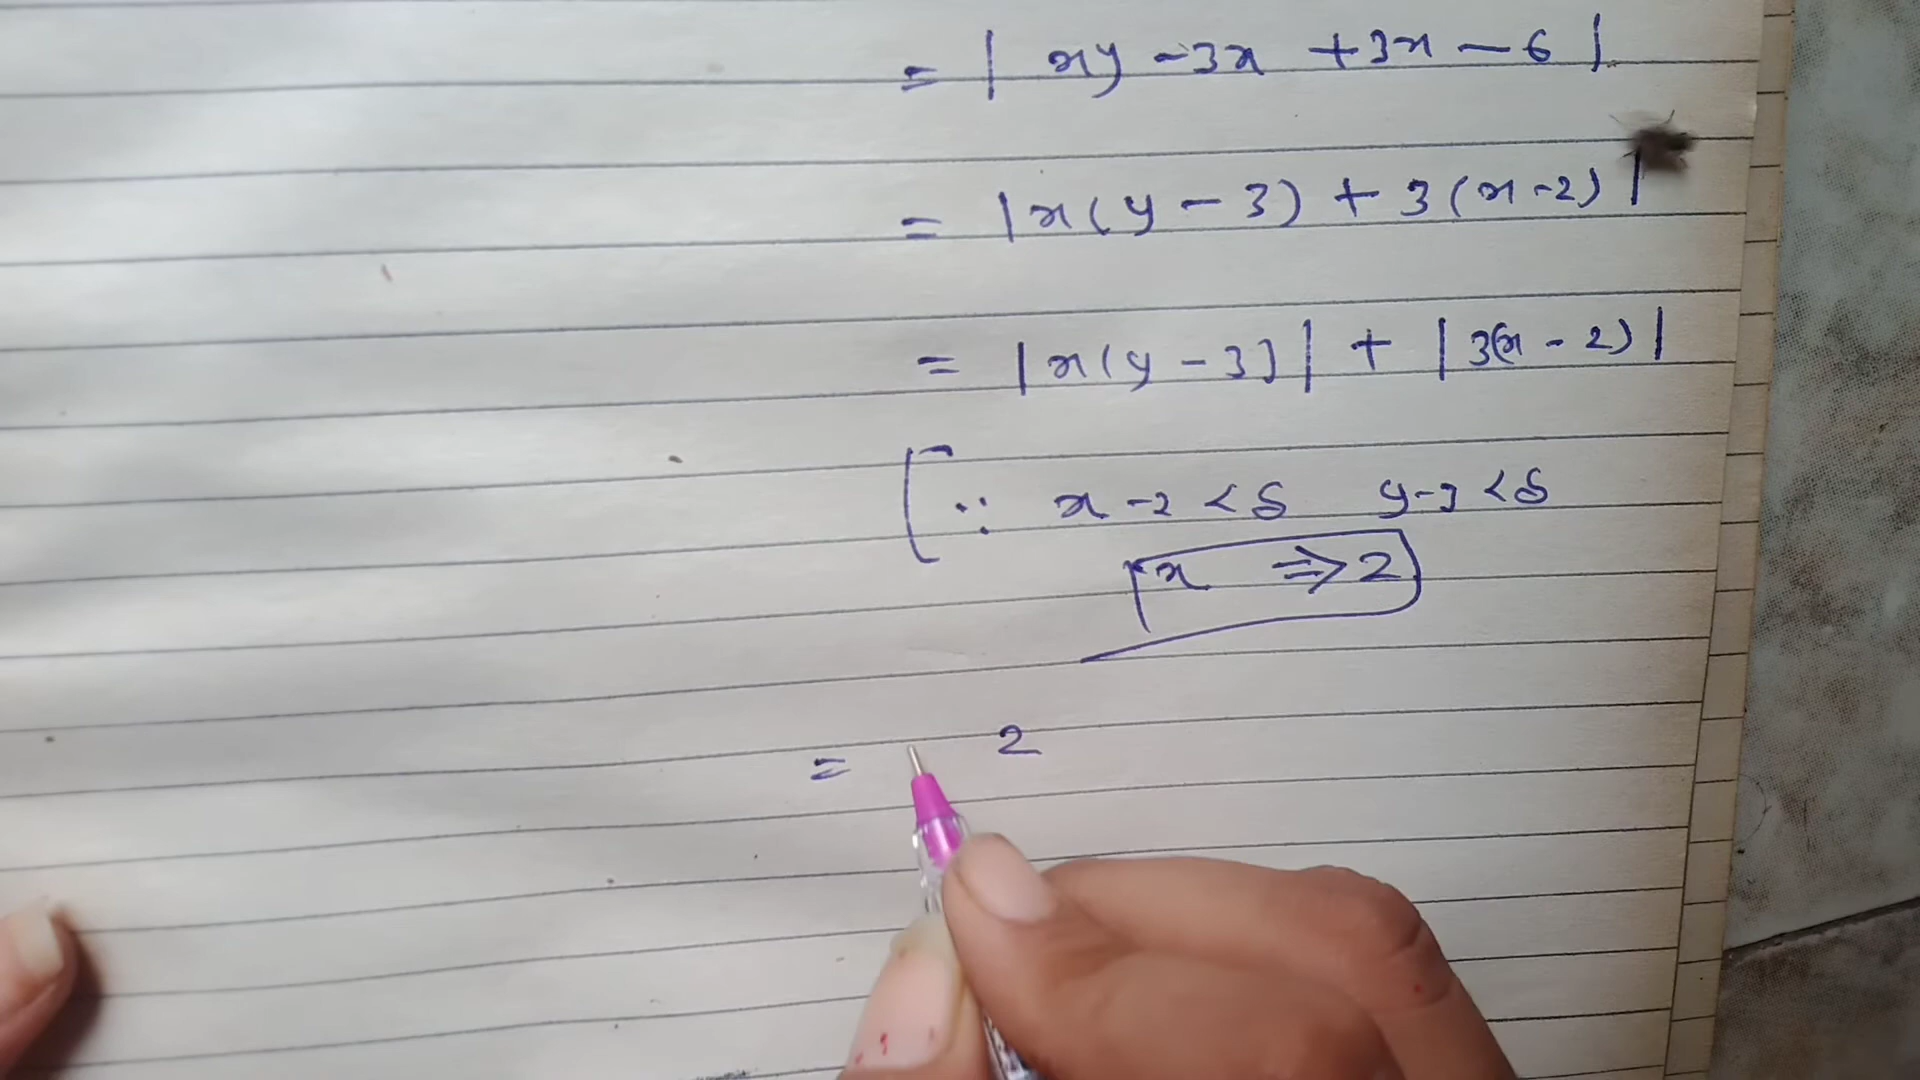 = | xy - 3x + 3x - 6 |
= | x(y - 3) + 3(x - 2) |
= | x(y - 3) | + | 3(x - 2) |
[ ∵ x - 2 < δ y - 3 < δ
x ⇒ 2
= 2